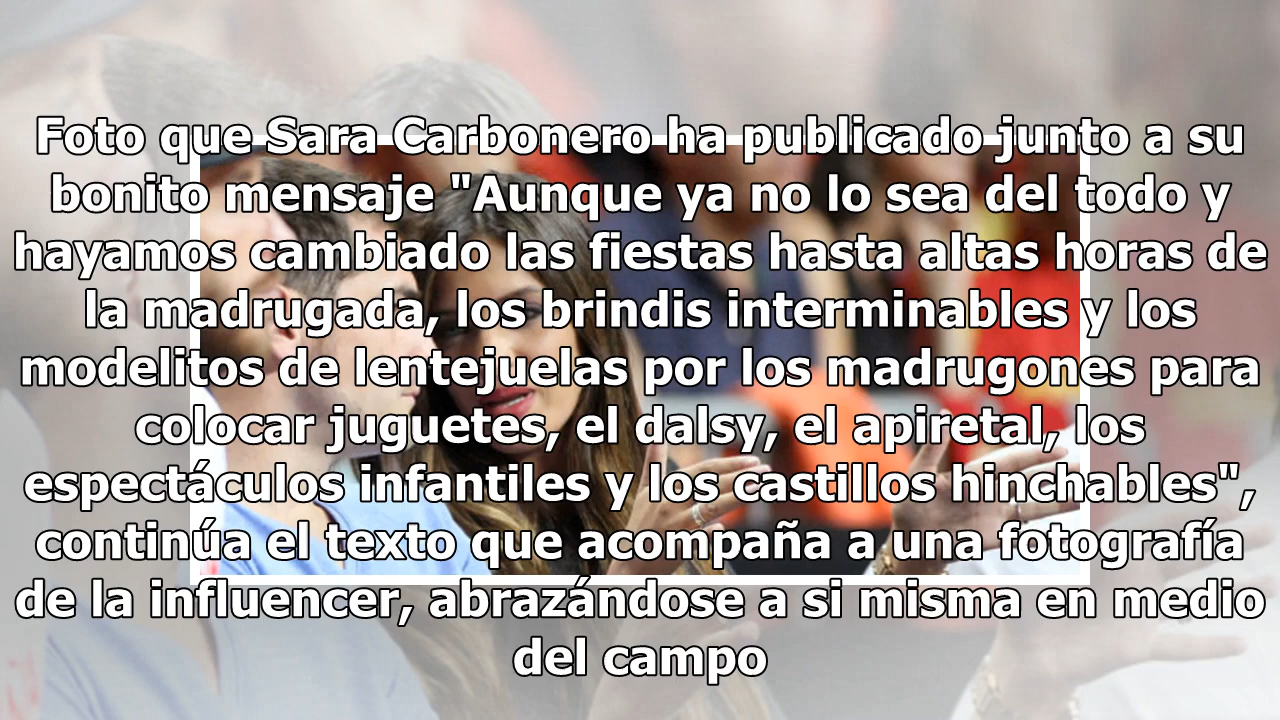 Foto que Sara Carbonero ha publicado junto a su
bonito mensaje "Aunque ya no lo sea del todo y
hayamos cambiado las fiestas hasta altas horas de
la madrugada, los brindis interminables y los
modelitos de lentejuelas por los madrugones para
colocar juguetes, el dalsy, el apiretal, los
espectáculos infantiles y los castillos hinchables",
continúa el texto que acompaña a una fotografía
de la influencer, abrazándose a si misma en medio
del campo